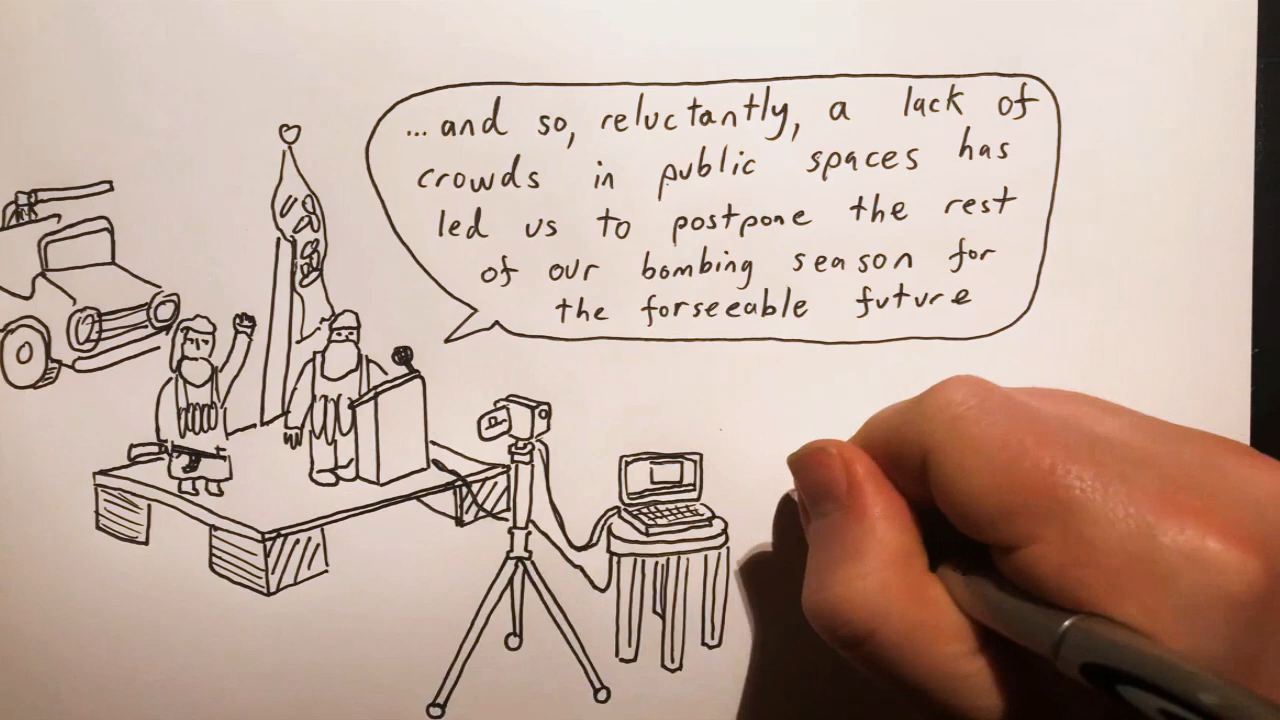 ...and so, reluctantly, a lack of
crowds in public spaces has
led us to postpone the rest
of our bombing season for
the forseeable future